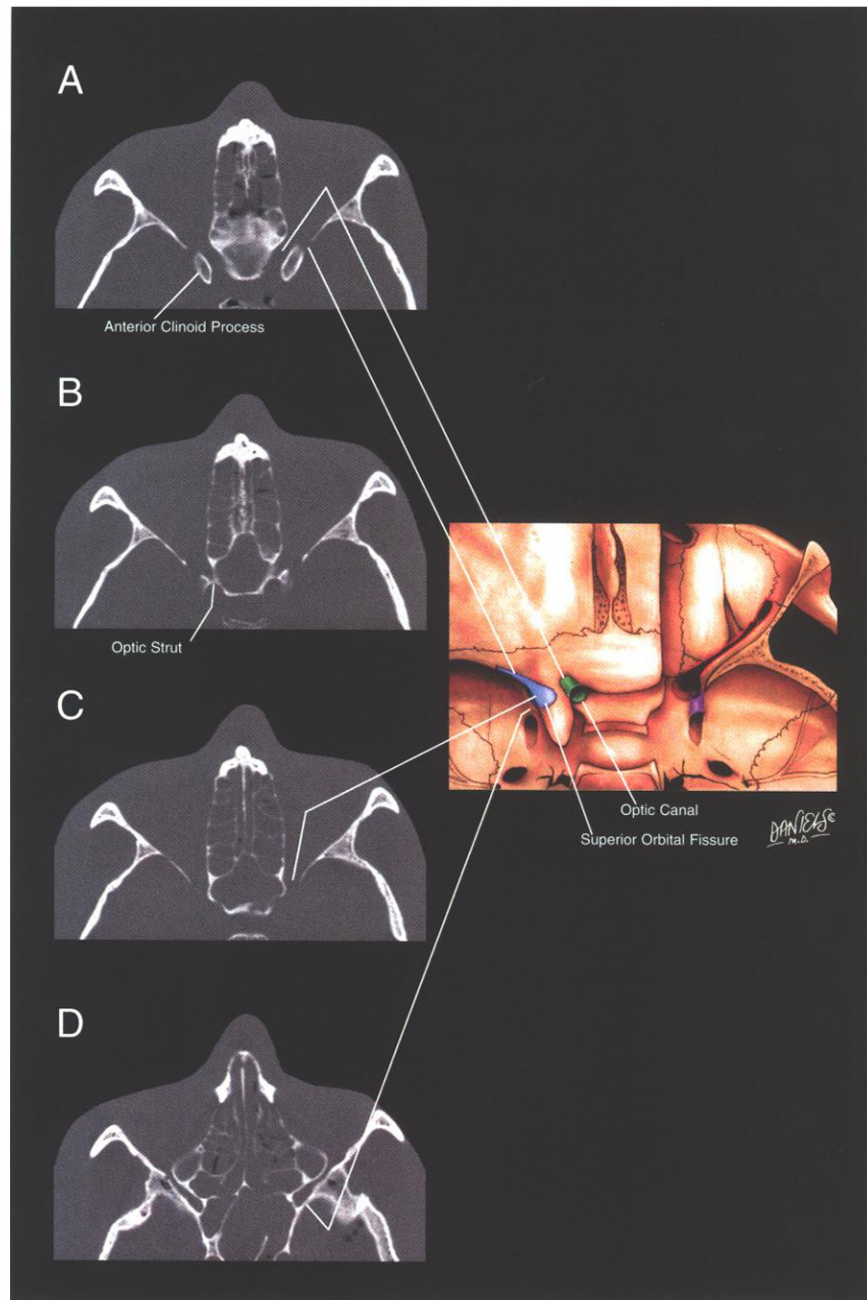 A
Anterior Clinoid Process
B
Optic Strut
C
Optic Canal
Superior Orbital Fissure
DANIELS ©
M.D.
D